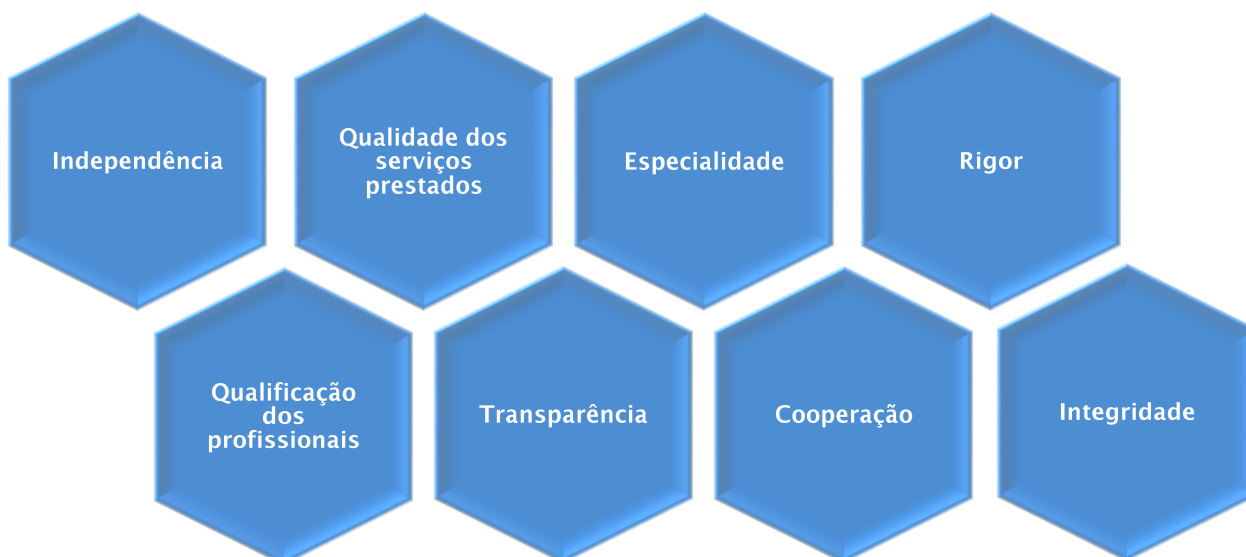 Independência
Qualidade dos
serviços
prestados
Especialidade
Rigor
Qualificação
dos
profissionais
Transparência
Cooperação
Integridade